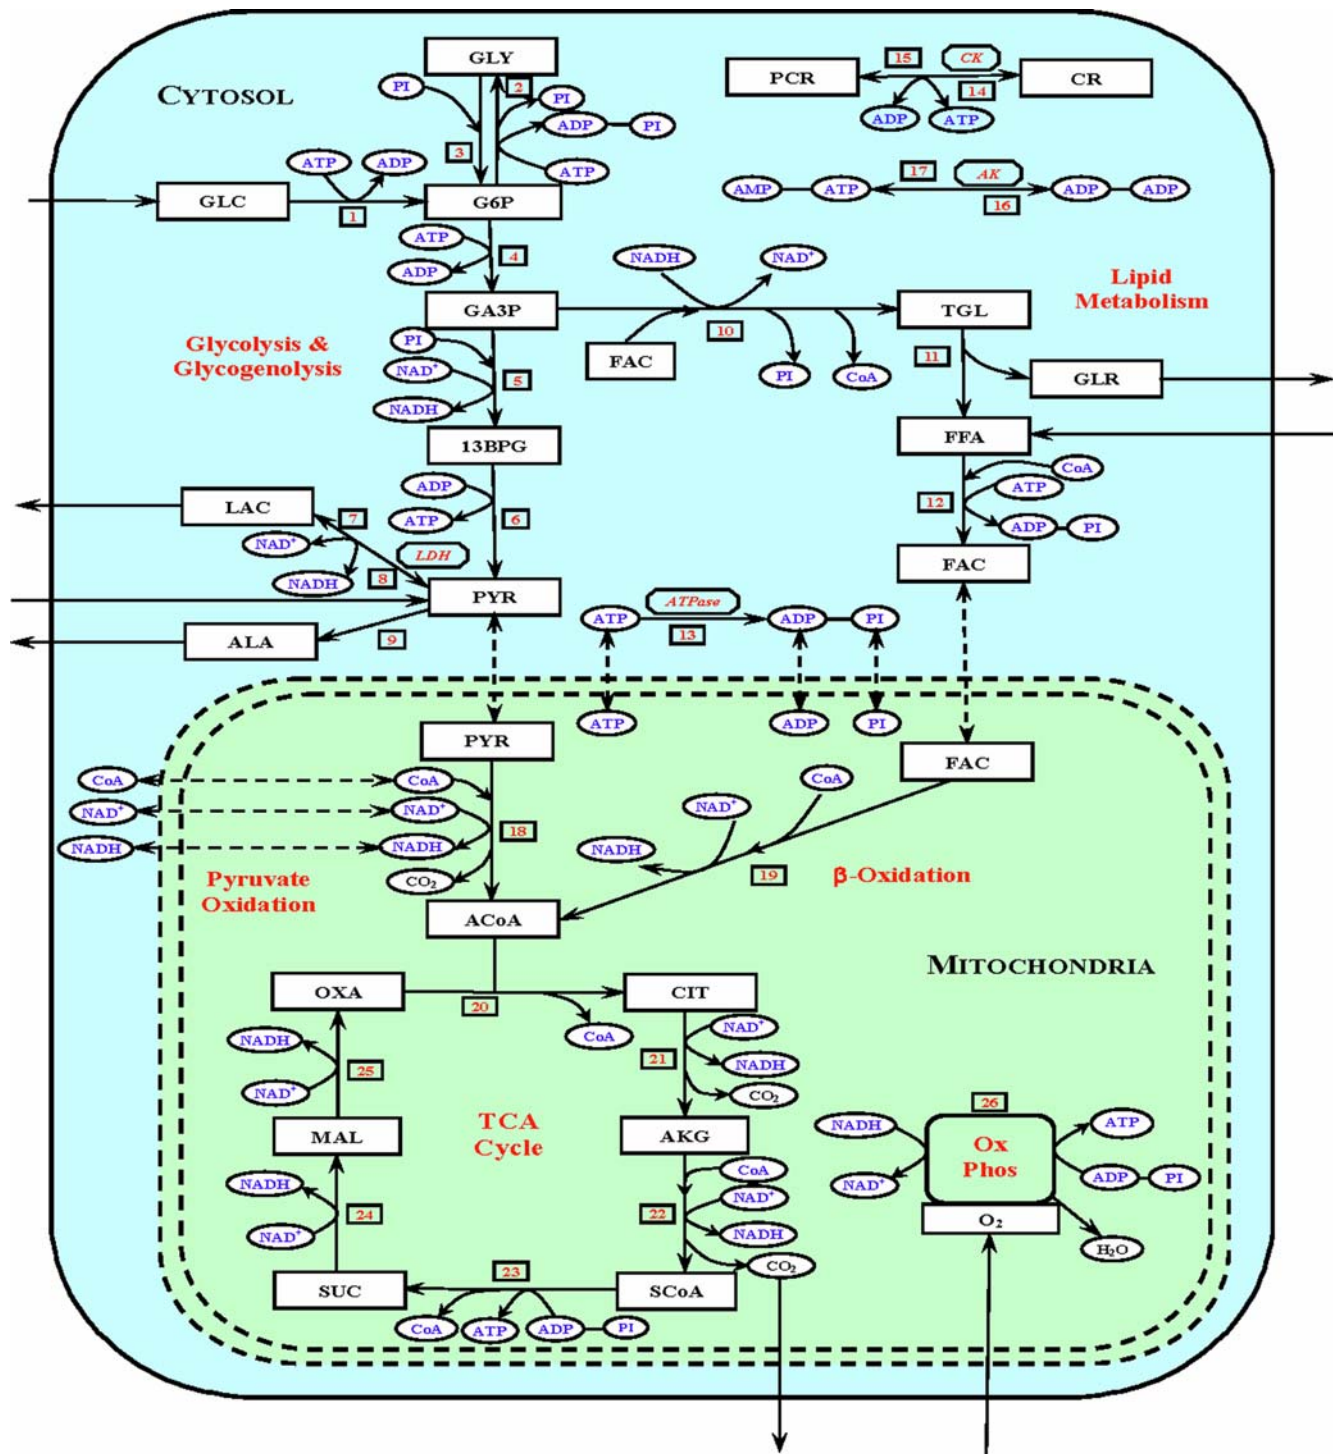 GLY
CYTOSOL
PI
2
PI
ADP
PI
3
ATP
ATP
ADP
GLC
1
G6P
15
CK
PCR
CR
14
ADP
ATP
17
AK
AMP
ATP
ADP
ADP
16
ATP
4
ADP
NADH
NAD+
Lipid
Metabolism
GA3P
TGL
10
FAC
PI
CoA
11
GLR
Glycolysis &
Glycogenolysis
PI
NAD+
5
NADH
13BPG
FFA
CoA
ATP
12
ADP
PI
FAC
ADP
ATP
6
LAC
7
NAD+
LDH
NADH
8
PYR
9
ALA
ATPase
ATP
ADP
PI
13
ATP
ADP
PI
PYR
FAC
CoA
CoA
CoA
NAD+
NAD+
NAD+
NADH
NADH
18
NADH
CO2
19
Pyruvate
Oxidation
β-Oxidation
ACoA
MITOCHONDRIA
OXA
20
CIT
CoA
NADH
25
NAD+
NAD+
21
NADH
CO2
TCA
Cycle
MAL
AKG
NADH
24
NAD+
CoA
NAD+
22
NADH
CO2
23
SUC
SCoA
CoA
ATP
ADP
PI
26
NADH
Ox
Phos
ATP
NAD+
ADP
PI
O2
H2O